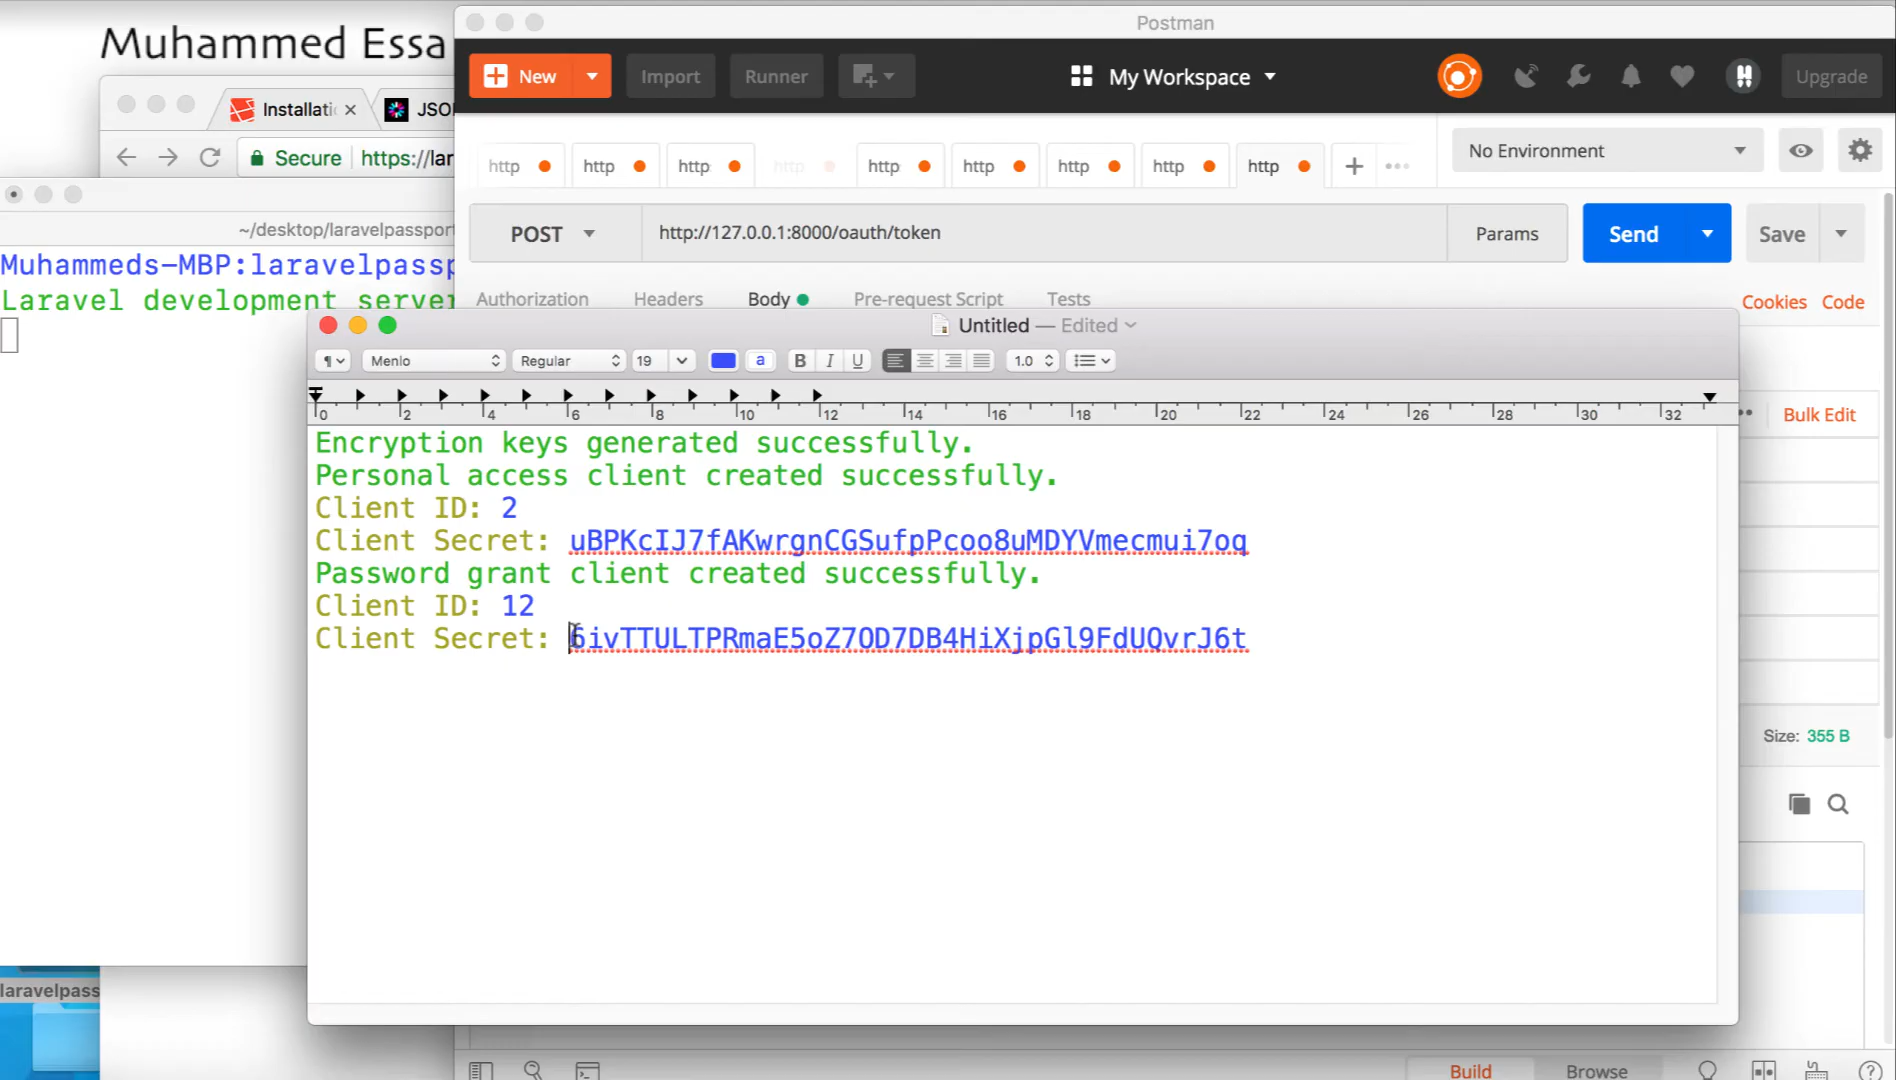 Muhammed Essa
Postman
New
Import
Runner
My Workspace
Upgrade
Installati
JSO
Secure
https://lar
http
http
http
http
http
http
http
http
http
No Environment
~/desktop/laravelpassport
POST
http://127.0.0.1:8000/oauth/token
Params
Send
Save
Muhammeds-MBP:laravelpassp
Laravel development server
Authorization
Headers
Body
Pre-request Script
Tests
Cookies
Code
Untitled — Edited
Menlo
Regular
19
a
B
I
U
1.0
0 2 4 6 8 10 12 14 16 18 20 22 24 26 28 30 32
Bulk Edit
Encryption keys generated successfully.
Personal access client created successfully.
Client ID: 2
Client Secret: uBPKcIJ7fAKwrgnCGSufpPcoo8uMDYVmecmui7oq
Password grant client created successfully.
Client ID: 12
Client Secret: 6ivTTULTPRmaE5oZ7OD7DB4HiXjpGl9FdUQvrJ6t
Size: 355 B
laravelpass
Build
Browse